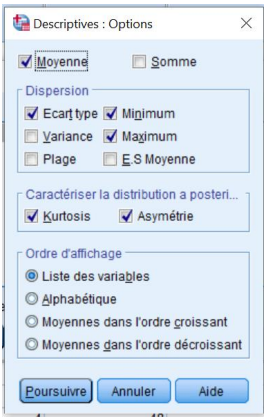 Descriptives : Options
Moyenne Somme
Dispersion
Ecart type Minimum
Variance Maximum
Plage E.S Moyenne
Caractériser la distribution a posteri...
Kurtosis Asymétrie
Ordre d'affichage
Liste des variables
Alphabétique
Moyennes dans l'ordre croissant
Moyennes dans l'ordre décroissant
Poursuivre Annuler Aide